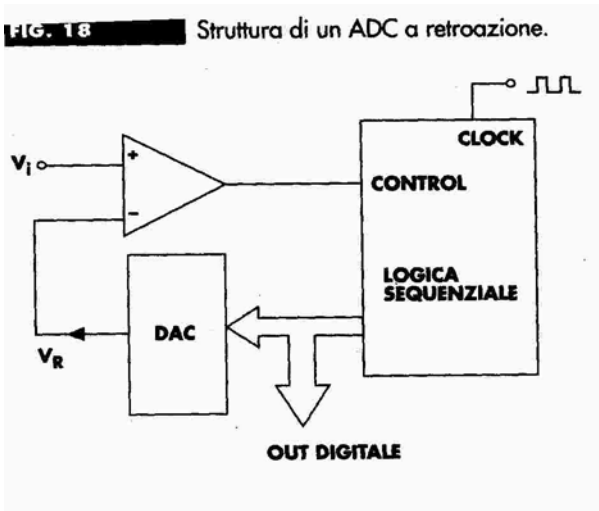 FIG. 18 Struttura di un ADC a retroazione.
CLOCK
Vi
+
CONTROL
−
LOGICA
SEQUENZIALE
DAC
VR
OUT DIGITALE